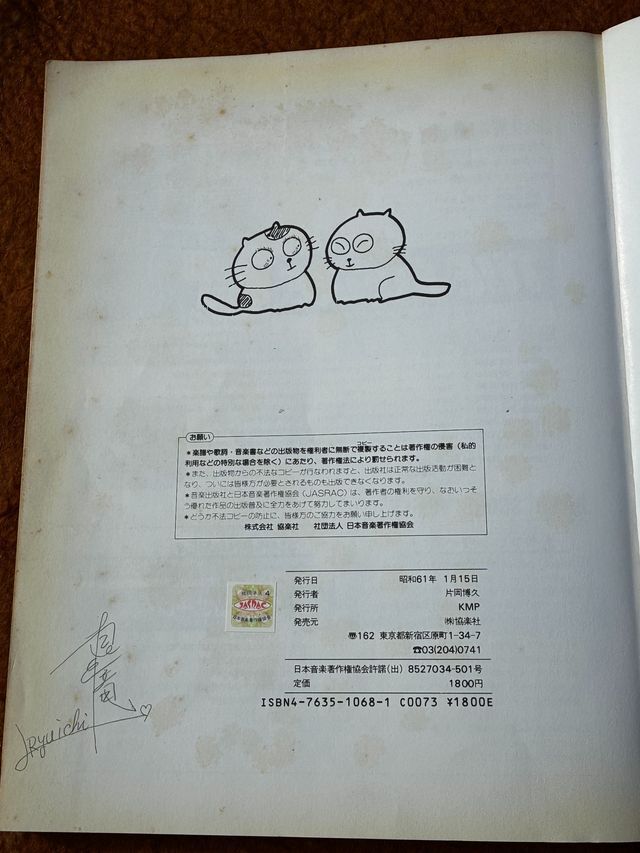 お願い
＊楽譜や歌詞・音楽書などの出版物を権利者に無断で複製することは著作権の侵害（私的
コピー
利用などの特別な場合を除く）にあたり、著作権法により罰せられます。
＊また、出版物からの不法なコピーが行なわれますと、出版社は正常な出版活動が困難と
なり、ついには皆様方が必要とされるものも出版できなくなります。
＊音楽出版社と日本音楽著作権協会（JASRAC）は、著作者の権利を守り、なおいっそ
う優れた作品の出版普及に全力をあげて努力してまいります。
＊どうか不法コピーの防止に、皆様方のご協力をお願い申し上げます。
株式会社 協楽社　社団法人 日本音楽著作権協会
発行日　昭和61年 1月15日
発行者　片岡博久
発行所　KMP
発売元　㈱協楽社
〠162 東京都新宿区原町1-34-7
☎03(204)0741
日本音楽著作権協会許諾（出）8527034-501号
定価　1800円
ISBN4-7635-1068-1 C0073 ¥1800E
日本音楽著作権協会
Ryuichi ♡